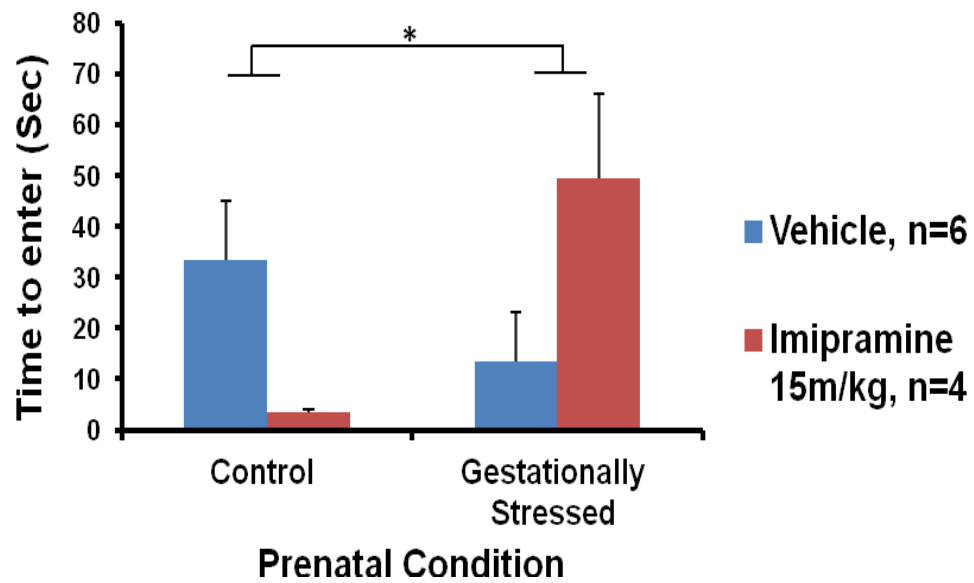 Time to enter (Sec)
80
70
60
50
40
30
20
10
0
*
Control
Gestationally
Stressed
Prenatal Condition
Vehicle, n=6
Imipramine
15m/kg, n=4